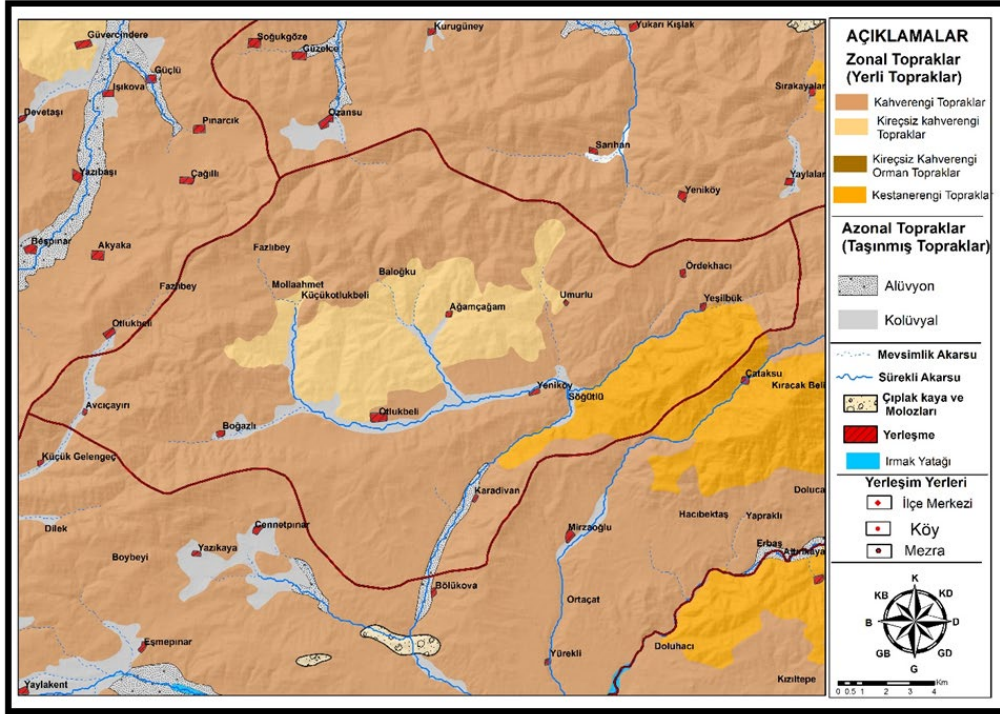 Güvercindere
Soğukgöze
Güzelce
Kurugüney
Yukarı Kışlak
Güçlü
Işıkova
Devetaşı
Pınarcık
Ozansu
Sırakayalar
Sarıhan
Yazıbaşı
Çağıllı
Yeniköy
Yaylalar
Beşpınar
Akyaka
Fazlıbey
Baloğku
Ördekhacı
Fazlıbey
Mollaahmet
Küçükotlukbeli
Ağamçağam
Umurlu
Yeşilbük
Otlukbeli
Çataksu
Kıracak Beli
Yeniköy
Söğütlü
Avcıçayırı
Otlukbeli
Boğazlı
Küçük Gelengeç
Karadivan
Doluca
Dilek
Cennetpınar
Mirzaoğlu
Hacıbektaş
Yapraklı
Yazıkaya
Boybeyi
Erbaş
Altınkaya
Bölükova
Ortaçat
Eşmepınar
Yürekli
Doluhacı
Yaylakent
Kızıltepe
AÇIKLAMALAR
Zonal Topraklar
(Yerli Topraklar)
Kahverengi Topraklar
Kireçsiz kahverengi
Topraklar
Kireçsiz Kahverengi
Orman Topraklar
Kestanerengi Topraklar
Azonal Topraklar
(Taşınmış Topraklar)
Alüvyon
Kolüvyal
Mevsimlik Akarsu
Sürekli Akarsu
Çıplak kaya ve
Molozları
Yerleşme
Irmak Yatağı
Yerleşim Yerleri
İlçe Merkezi
Köy
Mezra
K
KB
KD
B
D
GB
GD
G
0 0.5 1 2 3 4 Km